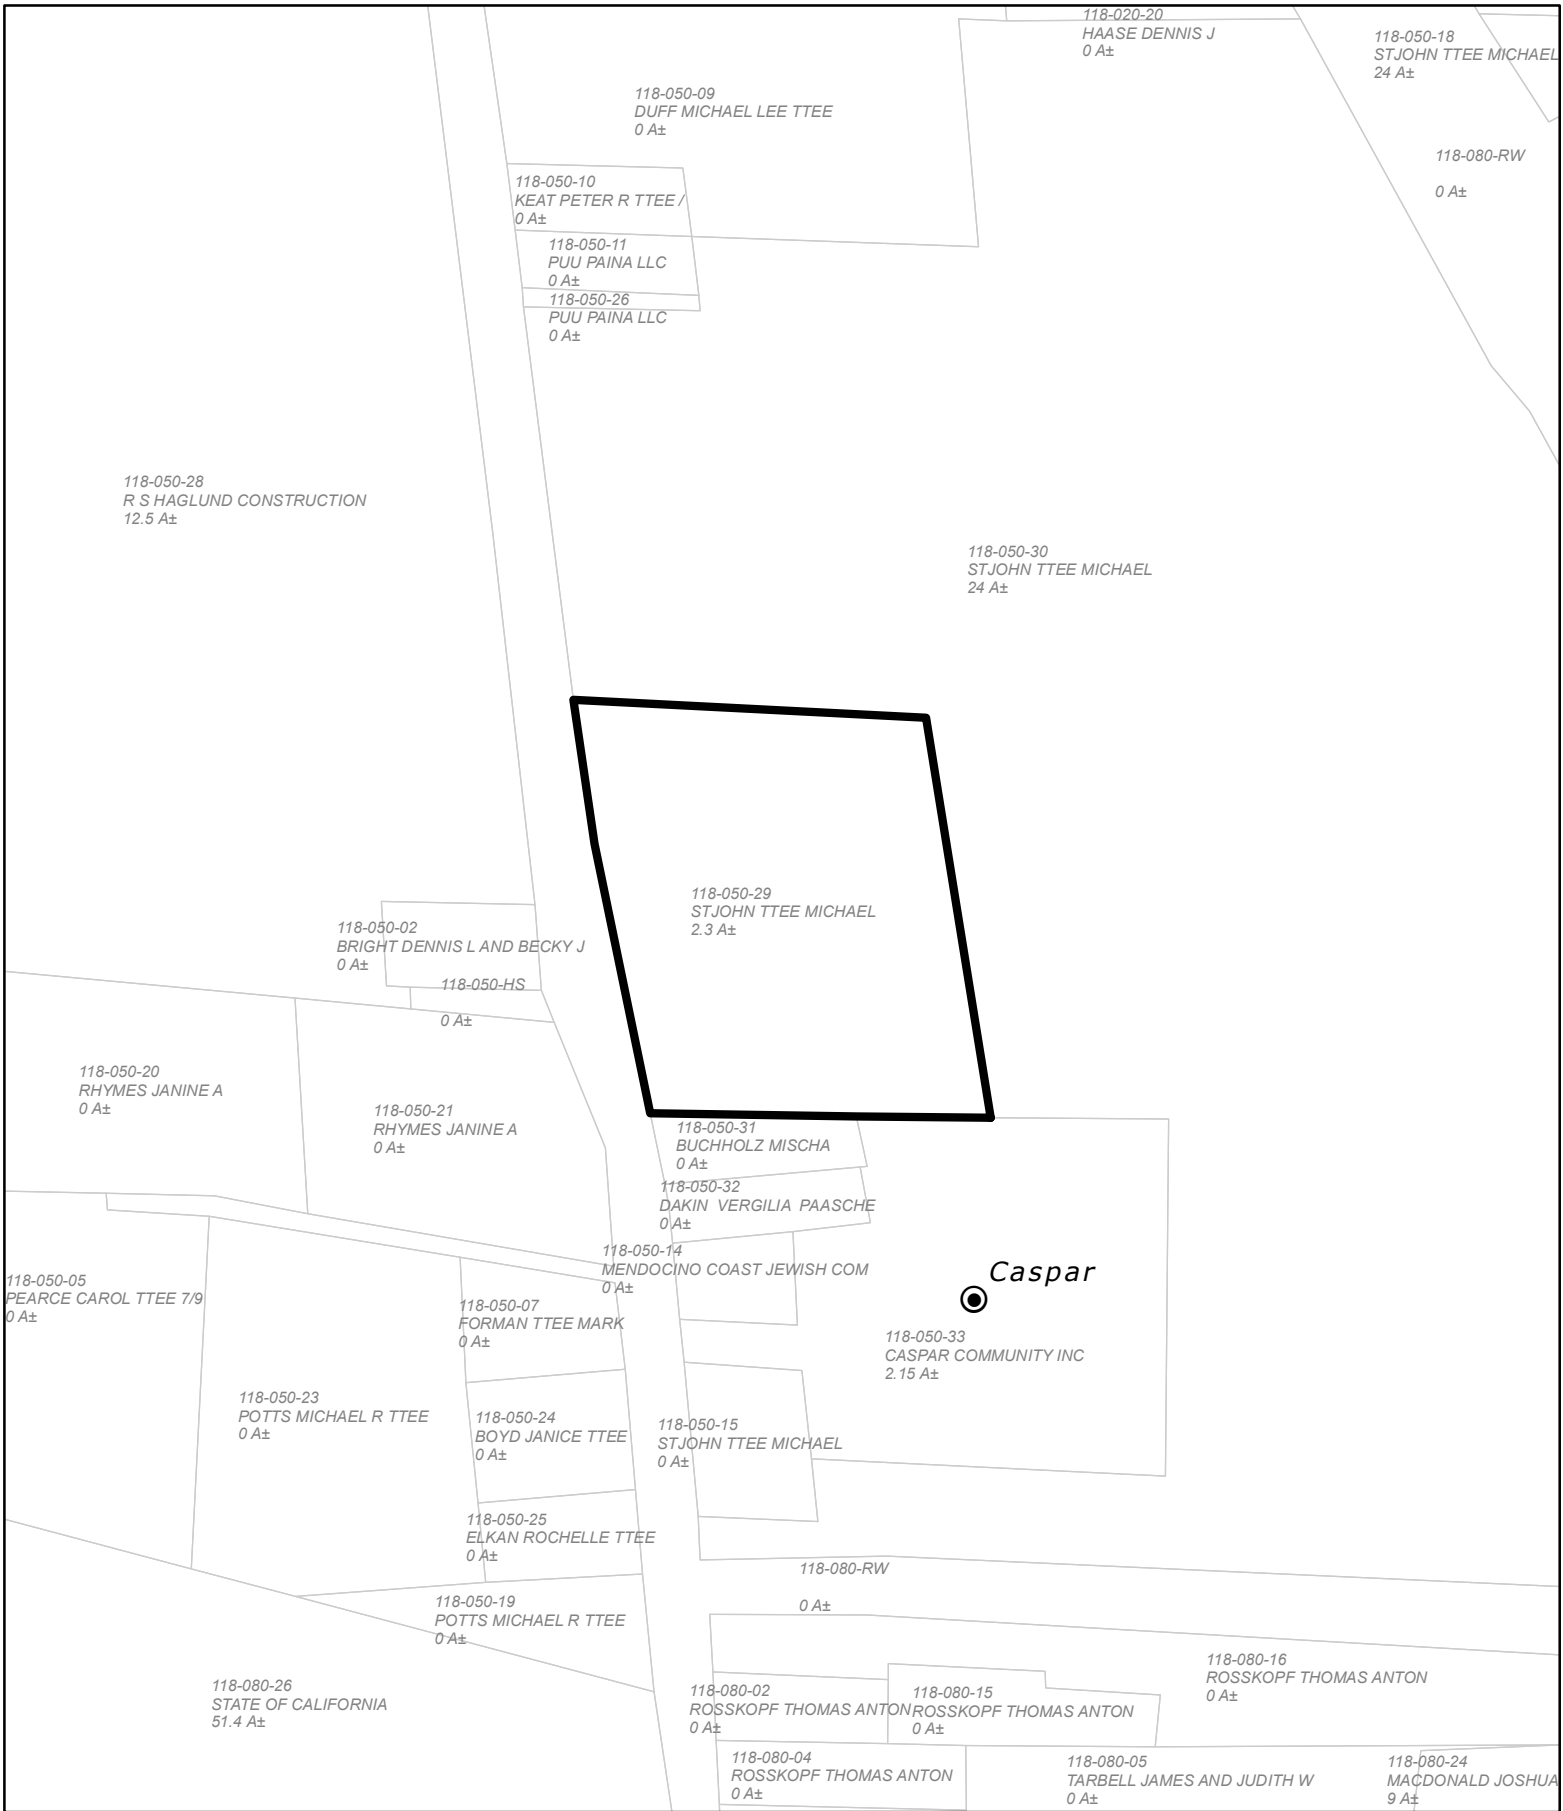 118-020-20
HAASE DENNIS J
0 A±
118-050-18
STJOHN TTEE MICHAEL
24 A±
118-050-09
DUFF MICHAEL LEE TTEE
0 A±
118-080-RW
0 A±
118-050-10
KEAT PETER R TTEE /
0 A±
118-050-11
PUU PAINA LLC
0 A±
118-050-26
PUU PAINA LLC
0 A±
118-050-28
R S HAGLUND CONSTRUCTION
12.5 A±
118-050-30
STJOHN TTEE MICHAEL
24 A±
118-050-29
STJOHN TTEE MICHAEL
2.3 A±
118-050-02
BRIGHT DENNIS L AND BECKY J
0 A±
118-050-HS
0 A±
118-050-20
RHYMES JANINE A
0 A±
118-050-21
RHYMES JANINE A
0 A±
118-050-31
BUCHHOLZ MISCHA
0 A±
118-050-32
DAKIN  VERGILIA  PAASCHE
0 A±
118-050-14
MENDOCINO COAST JEWISH COM
0 A±
Caspar
118-050-05
PEARCE CAROL TTEE 7/9
0 A±
118-050-07
FORMAN TTEE MARK
0 A±
118-050-33
CASPAR COMMUNITY INC
2.15 A±
118-050-23
POTTS MICHAEL R TTEE
0 A±
118-050-24
BOYD JANICE TTEE
0 A±
118-050-15
STJOHN TTEE MICHAEL
0 A±
118-050-25
ELKAN ROCHELLE TTEE
0 A±
118-080-RW
0 A±
118-050-19
POTTS MICHAEL R TTEE
0 A±
118-080-26
STATE OF CALIFORNIA
51.4 A±
118-080-02
ROSSKOPF THOMAS ANTON
0 A±
118-080-15
ROSSKOPF THOMAS ANTON
0 A±
118-080-16
ROSSKOPF THOMAS ANTON
0 A±
118-080-04
ROSSKOPF THOMAS ANTON
0 A±
118-080-05
TARBELL JAMES AND JUDITH W
0 A±
118-080-24
MACDONALD JOSHUA
9 A±